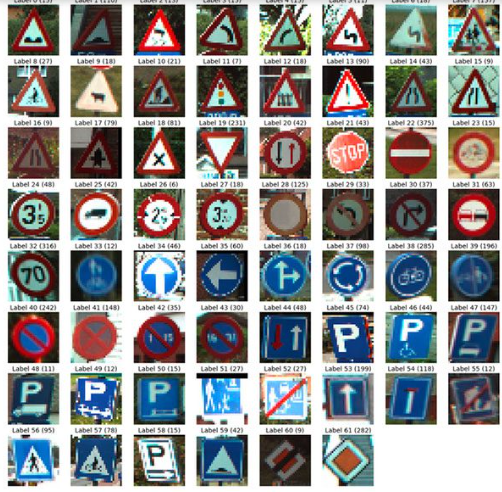 Label 8 (27) Label 9 (18) Label 10 (21) Label 11 (7) Label 12 (18) Label 13 (90) Label 14 (43) Label 15 (9)
Label 16 (9) Label 17 (79) Label 18 (81) Label 19 (231) Label 20 (42) Label 21 (43) Label 22 (375) Label 23 (15)
STOP
Label 24 (48) Label 25 (42) Label 26 (6) Label 27 (18) Label 28 (125) Label 29 (33) Label 30 (37) Label 31 (63)
Label 32 (316) Label 33 (12) Label 34 (46) Label 35 (60) Label 36 (18) Label 37 (98) Label 38 (285) Label 39 (196)
70
Label 40 (242) Label 41 (148) Label 42 (35) Label 43 (30) Label 44 (48) Label 45 (74) Label 46 (44) Label 47 (147)
P P P
Label 48 (11) Label 49 (12) Label 50 (15) Label 51 (27) Label 52 (27) Label 53 (199) Label 54 (118) Label 55 (12)
P P P
Label 56 (95) Label 57 (78) Label 58 (15) Label 59 (42) Label 60 (9) Label 61 (282)
P